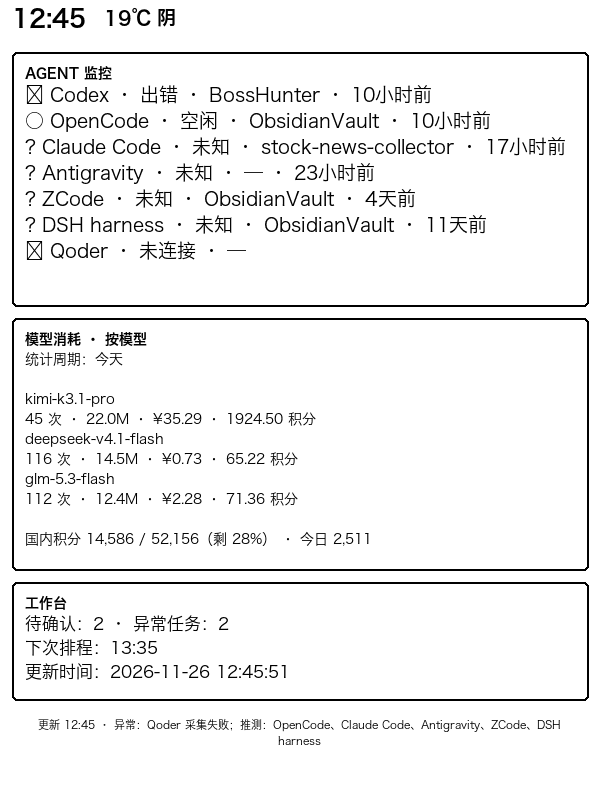 12:45 19℃ 阴
AGENT 监控
☒ Codex · 出错 · BossHunter · 10小时前
○ OpenCode · 空闲 · ObsidianVault · 10小时前
? Claude Code · 未知 · stock-news-collector · 17小时前
? Antigravity · 未知 · — · 23小时前
? ZCode · 未知 · ObsidianVault · 4天前
? DSH harness · 未知 · ObsidianVault · 11天前
☒ Qoder · 未连接 · —
模型消耗 · 按模型
统计周期：今天
kimi-k3.1-pro
45 次 · 22.0M · ¥35.29 · 1924.50 积分
deepseek-v4.1-flash
116 次 · 14.5M · ¥0.73 · 65.22 积分
glm-5.3-flash
112 次 · 12.4M · ¥2.28 · 71.36 积分
国内积分 14,586 / 52,156（剩 28%） · 今日 2,511
工作台
待确认：2 · 异常任务：2
下次排程：13:35
更新时间：2026-11-26 12:45:51
更新 12:45 · 异常：Qoder 采集失败；推测：OpenCode、Claude Code、Antigravity、ZCode、DSH
harness